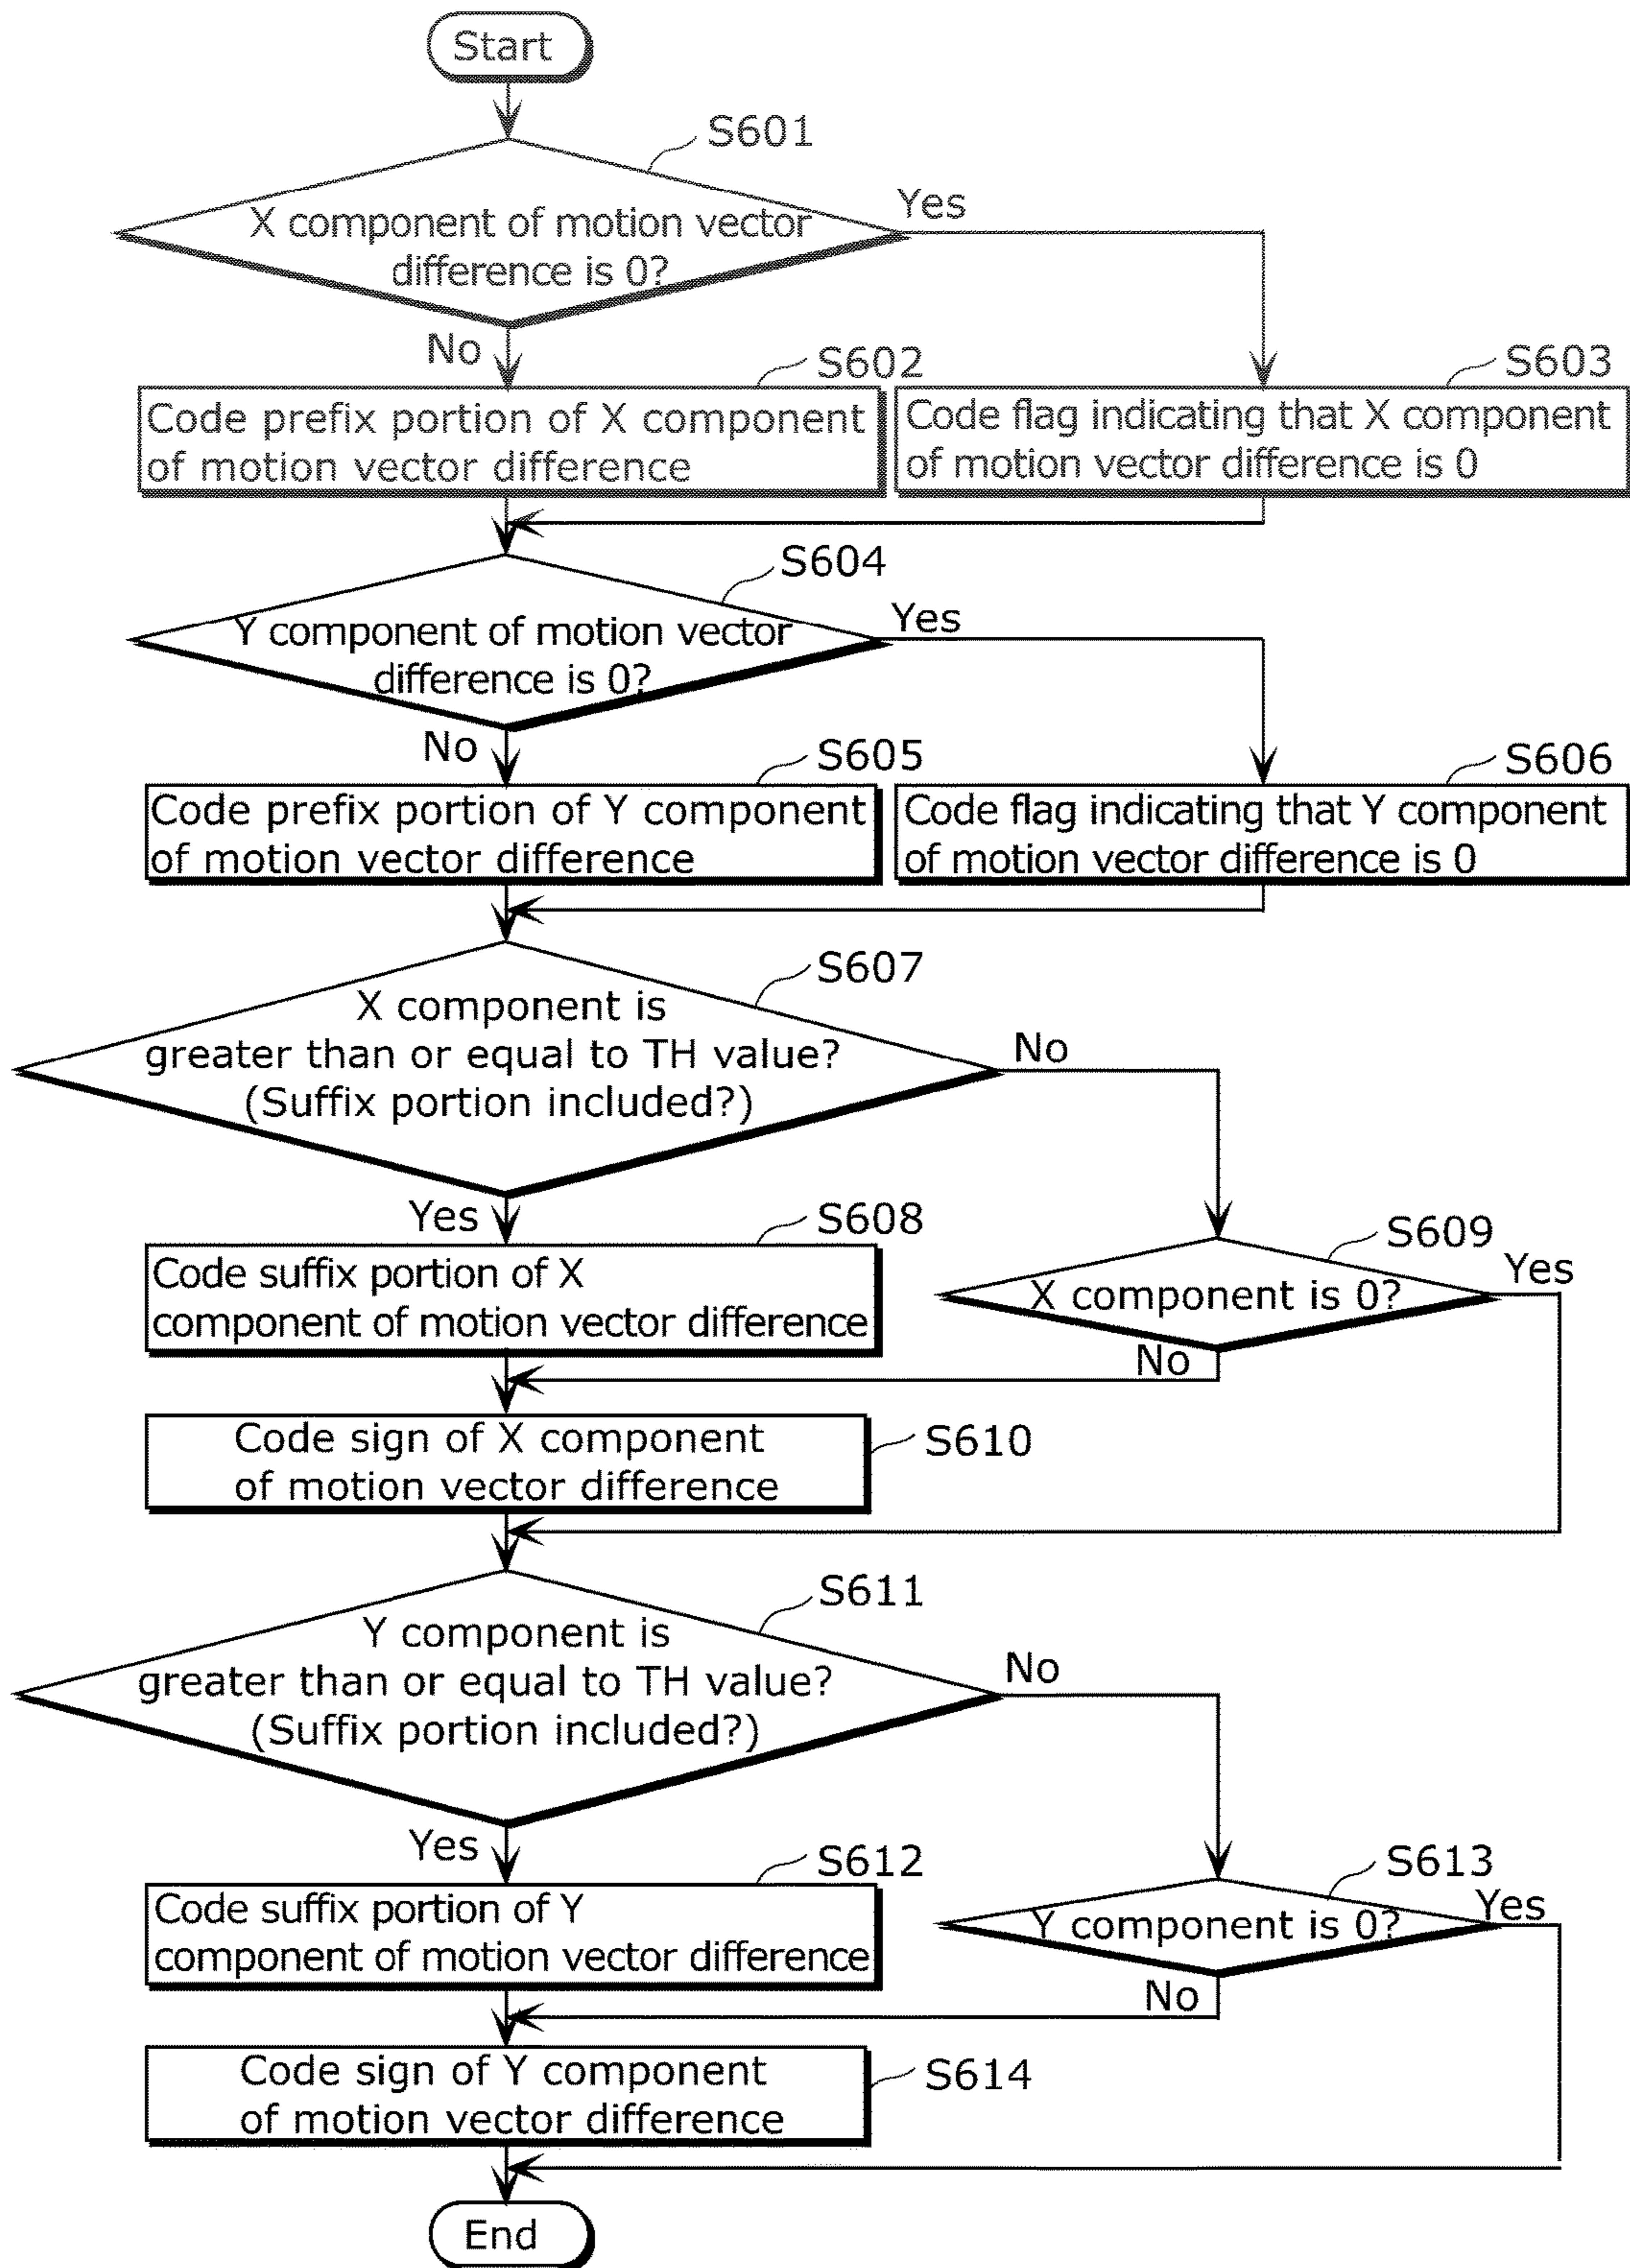 Start
S601
X component of motion vector
difference is 0?
Yes
No
S602
Code prefix portion of X component
of motion vector difference
S603
Code flag indicating that X component
of motion vector difference is 0
S604
Y component of motion vector
difference is 0?
Yes
No
S605
Code prefix portion of Y component
of motion vector difference
S606
Code flag indicating that Y component
of motion vector difference is 0
S607
X component is
greater than or equal to TH value?
(Suffix portion included?)
No
Yes
S608
Code suffix portion of X
component of motion vector difference
S609
X component is 0?
Yes
No
Code sign of X component
of motion vector difference
S610
S611
Y component is
greater than or equal to TH value?
(Suffix portion included?)
No
Yes
S612
Code suffix portion of Y
component of motion vector difference
S613
Y component is 0?
Yes
No
Code sign of Y component
of motion vector difference
S614
End